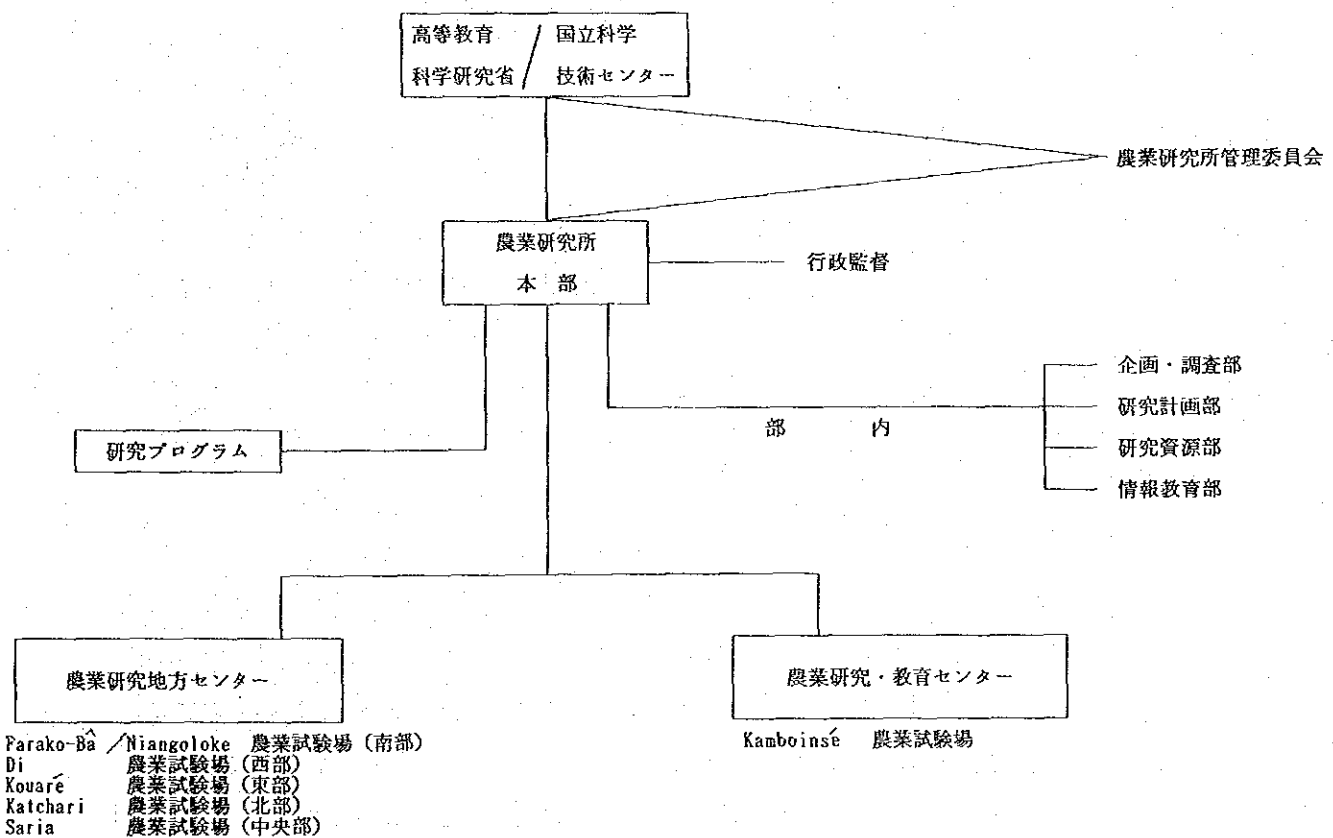 高等教育 / 国立科学
科学研究省 / 技術センター
農業研究所管理委員会
農業研究所
本 部
行政監督
企画・調査部
研究計画部
部 内
研究プログラム
研究資源部
情報教育部
農業研究地方センター
農業研究・教育センター
Farako-Bâ /Niangoloke 農業試験場 (南部)
Di 農業試験場 (西部)
Kouaré 農業試験場 (東部)
Katchari 農業試験場 (北部)
Saria 農業試験場 (中央部)
Kamboinsé 農業試験場